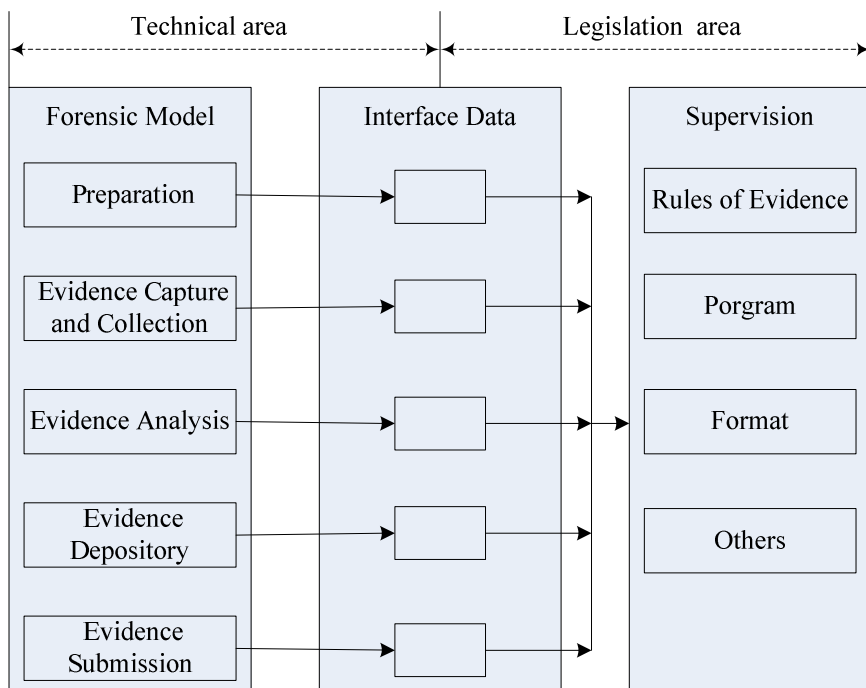 Technical area
Legislation area
Forensic Model
Preparation
Evidence Capture
and Collection
Evidence Analysis
Evidence
Depository
Evidence
Submission
Interface Data
Supervision
Rules of Evidence
Porgram
Format
Others